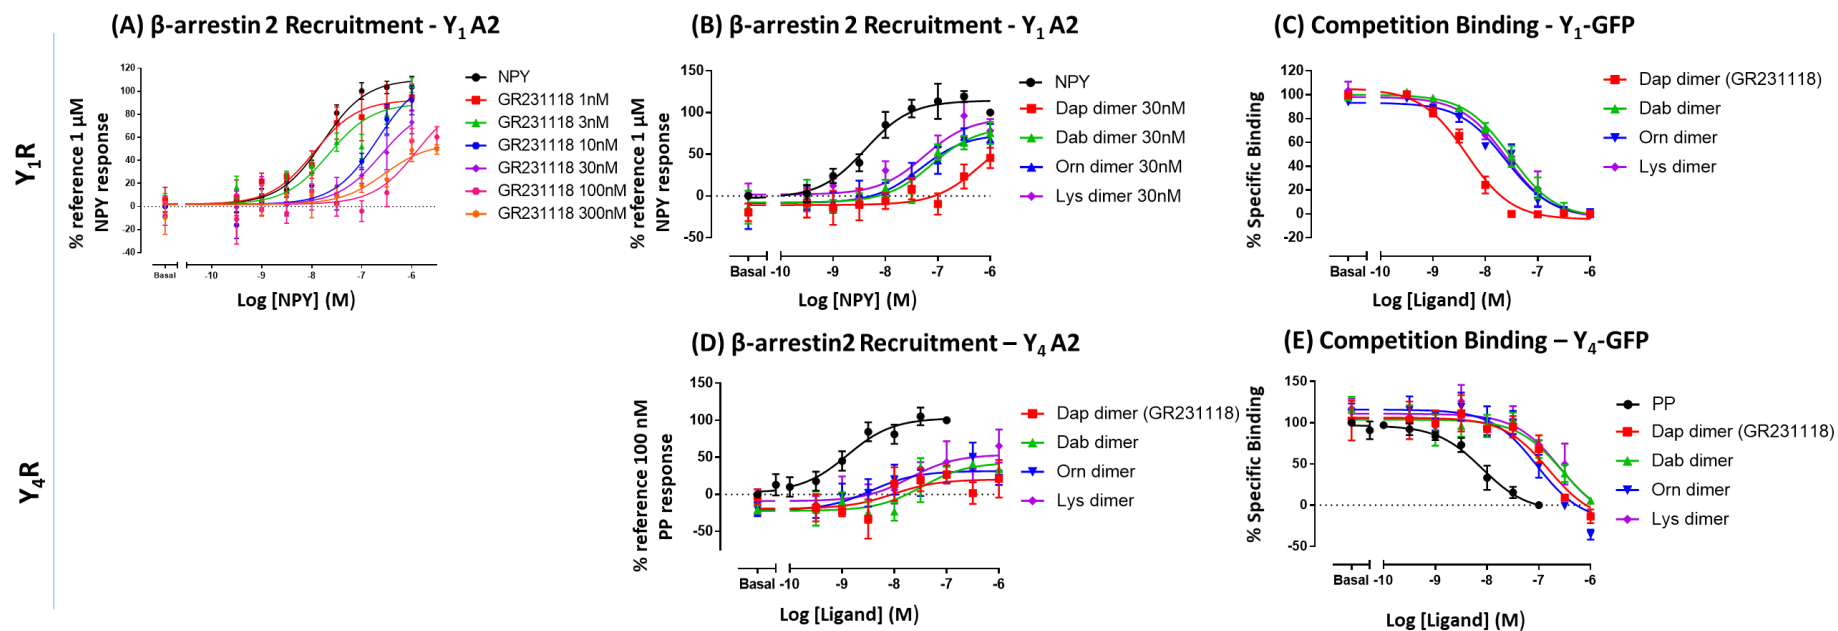 (A) β-arrestin 2 Recruitment - Y1 A2
% reference 1 µM
NPY response
120
100
80
60
40
20
0
-20
-40
Basal -10 -9 -8 -7 -6
Log [NPY] (M)
NPY
GR231118 1nM
GR231118 3nM
GR231118 10nM
GR231118 30nM
GR231118 100nM
GR231118 300nM
(B) β-arrestin 2 Recruitment - Y1 A2
% reference 1 µM
NPY response
150
100
50
0
-50
Basal -10 -9 -8 -7 -6
Log [NPY] (M)
NPY
Dap dimer 30nM
Dab dimer 30nM
Orn dimer 30nM
Lys dimer 30nM
(C) Competition Binding - Y1-GFP
% Specific Binding
120
100
80
60
40
20
0
-20
Basal -10 -9 -8 -7 -6
Log [Ligand] (M)
Dap dimer (GR231118)
Dab dimer
Orn dimer
Lys dimer
Y1R
(D) β-arrestin2 Recruitment – Y4 A2
% reference 100 nM
PP response
150
100
50
0
-50
Basal -10 -9 -8 -7 -6
Log [Ligand] (M)
Dap dimer (GR231118)
Dab dimer
Orn dimer
Lys dimer
(E) Competition Binding – Y4-GFP
% Specific Binding
150
100
50
0
-50
Basal -10 -9 -8 -7 -6
Log [Ligand] (M)
PP
Dap dimer (GR231118)
Dab dimer
Orn dimer
Lys dimer
Y4R